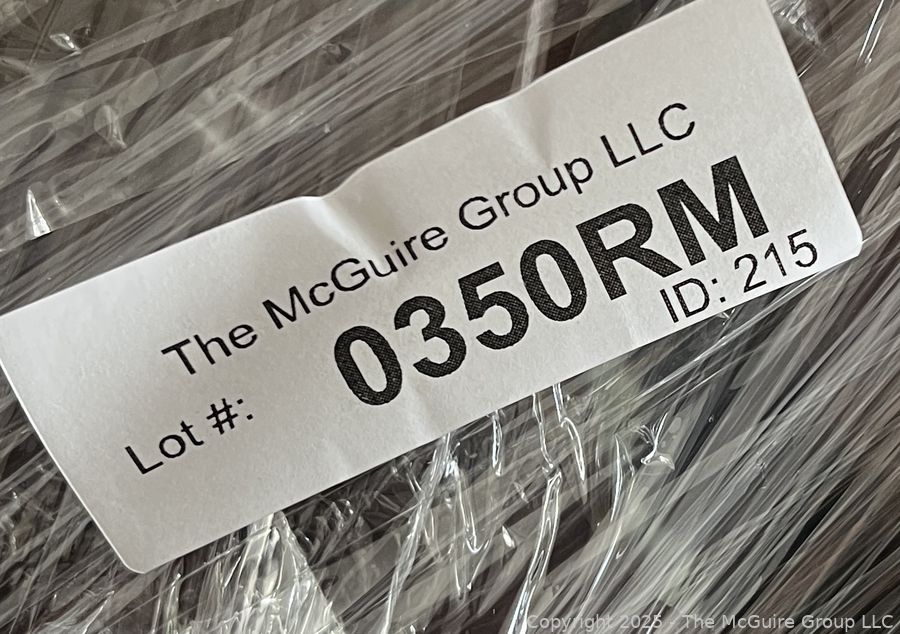 The McGuire Group LLC
Lot #: 0350RM
ID: 215
Copyright 2025 - The McGuire Group LLC